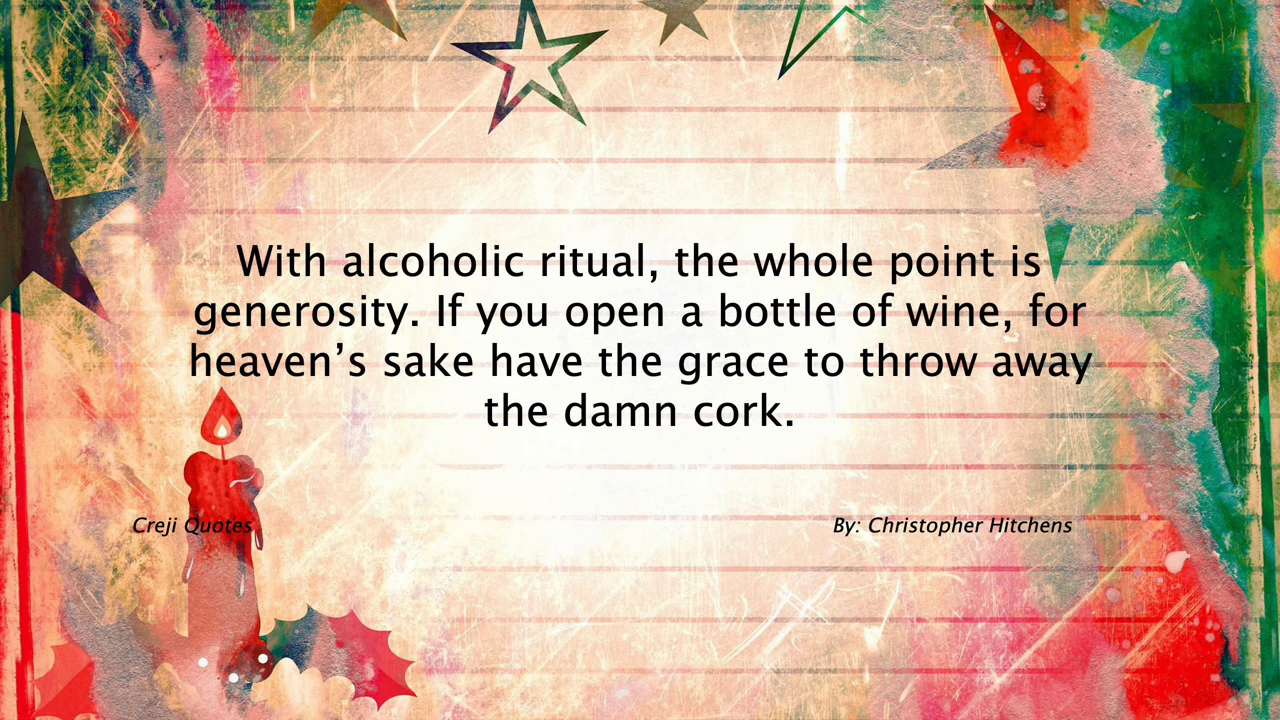 With alcoholic ritual, the whole point is
generosity. If you open a bottle of wine, for
heaven’s sake have the grace to throw away
the damn cork.
Creji Quotes
By: Christopher Hitchens